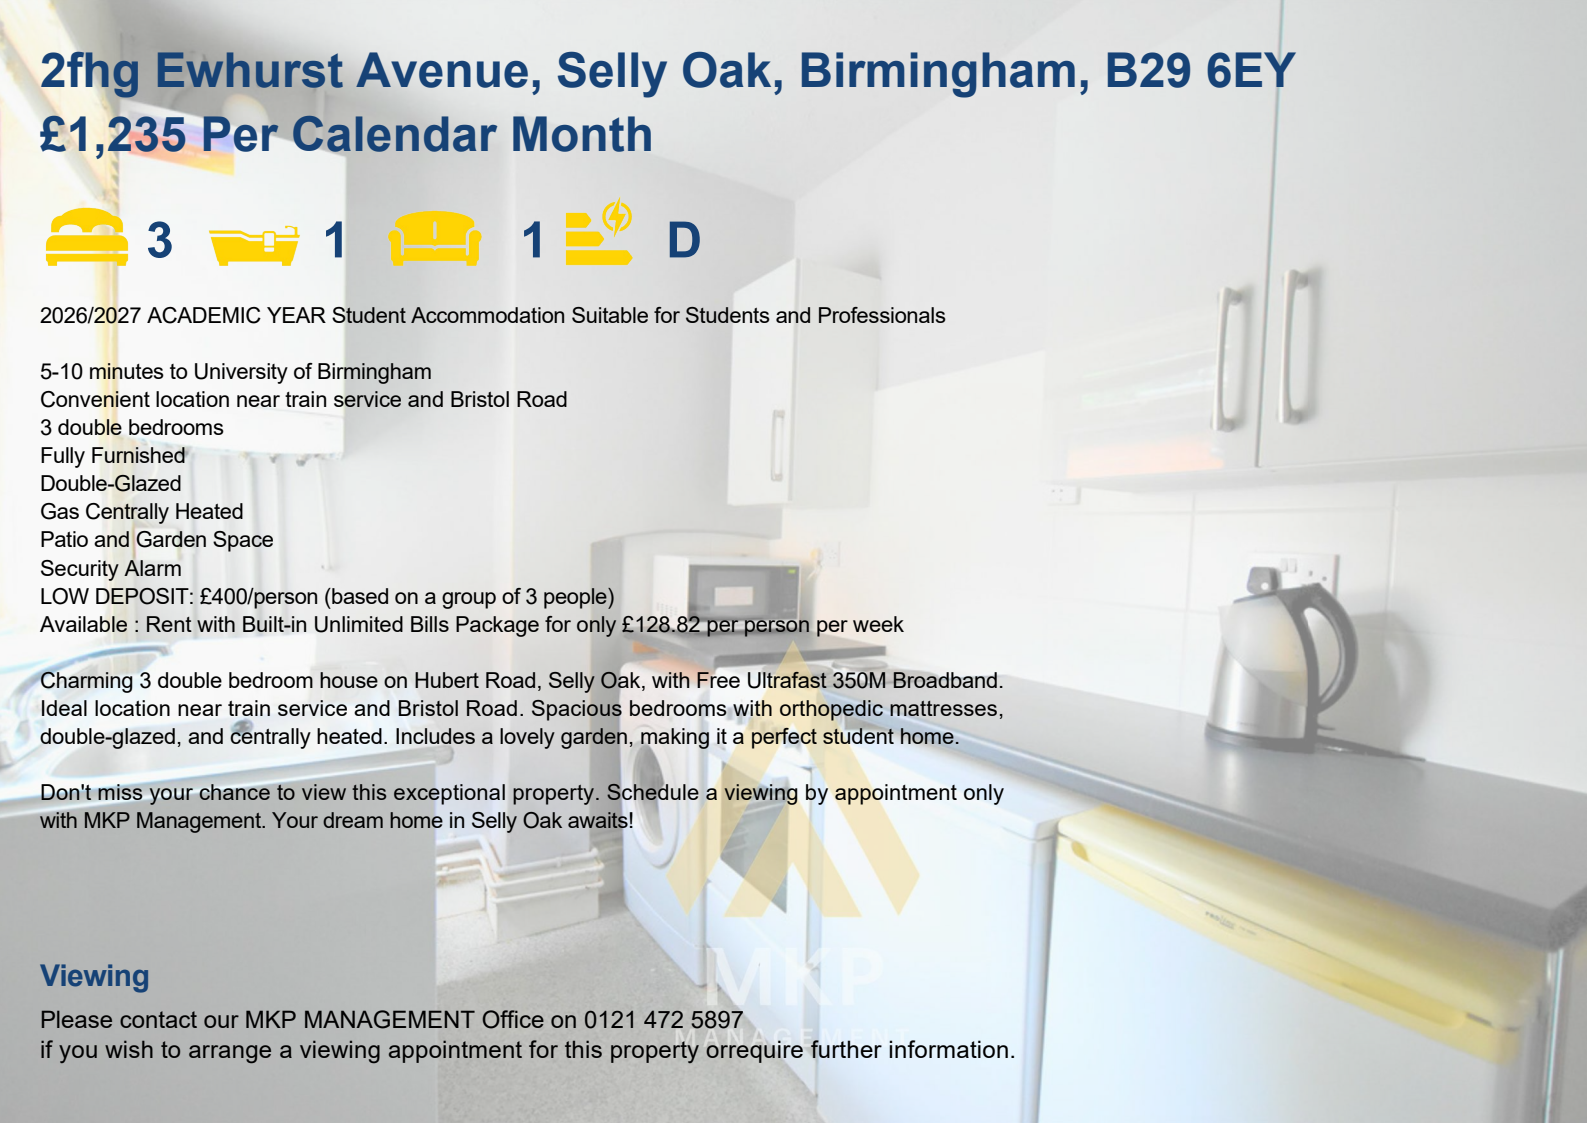 2fhg Ewhurst Avenue, Selly Oak, Birmingham, B29 6EY
£1,235 Per Calendar Month
3 1 1 D
2026/2027 ACADEMIC YEAR Student Accommodation Suitable for Students and Professionals
5-10 minutes to University of Birmingham
Convenient location near train service and Bristol Road
3 double bedrooms
Fully Furnished
Double-Glazed
Gas Centrally Heated
Patio and Garden Space
Security Alarm
LOW DEPOSIT: £400/person (based on a group of 3 people)
Available : Rent with Built-in Unlimited Bills Package for only £128.82 per person per week
Charming 3 double bedroom house on Hubert Road, Selly Oak, with Free Ultrafast 350M Broadband.
Ideal location near train service and Bristol Road. Spacious bedrooms with orthopedic mattresses,
double-glazed, and centrally heated. Includes a lovely garden, making it a perfect student home.
Don't miss your chance to view this exceptional property. Schedule a viewing by appointment only
with MKP Management. Your dream home in Selly Oak awaits!
Viewing
Please contact our MKP MANAGEMENT Office on 0121 472 5897
if you wish to arrange a viewing appointment for this property orrequire further information.
MKP
MANAGEMENT